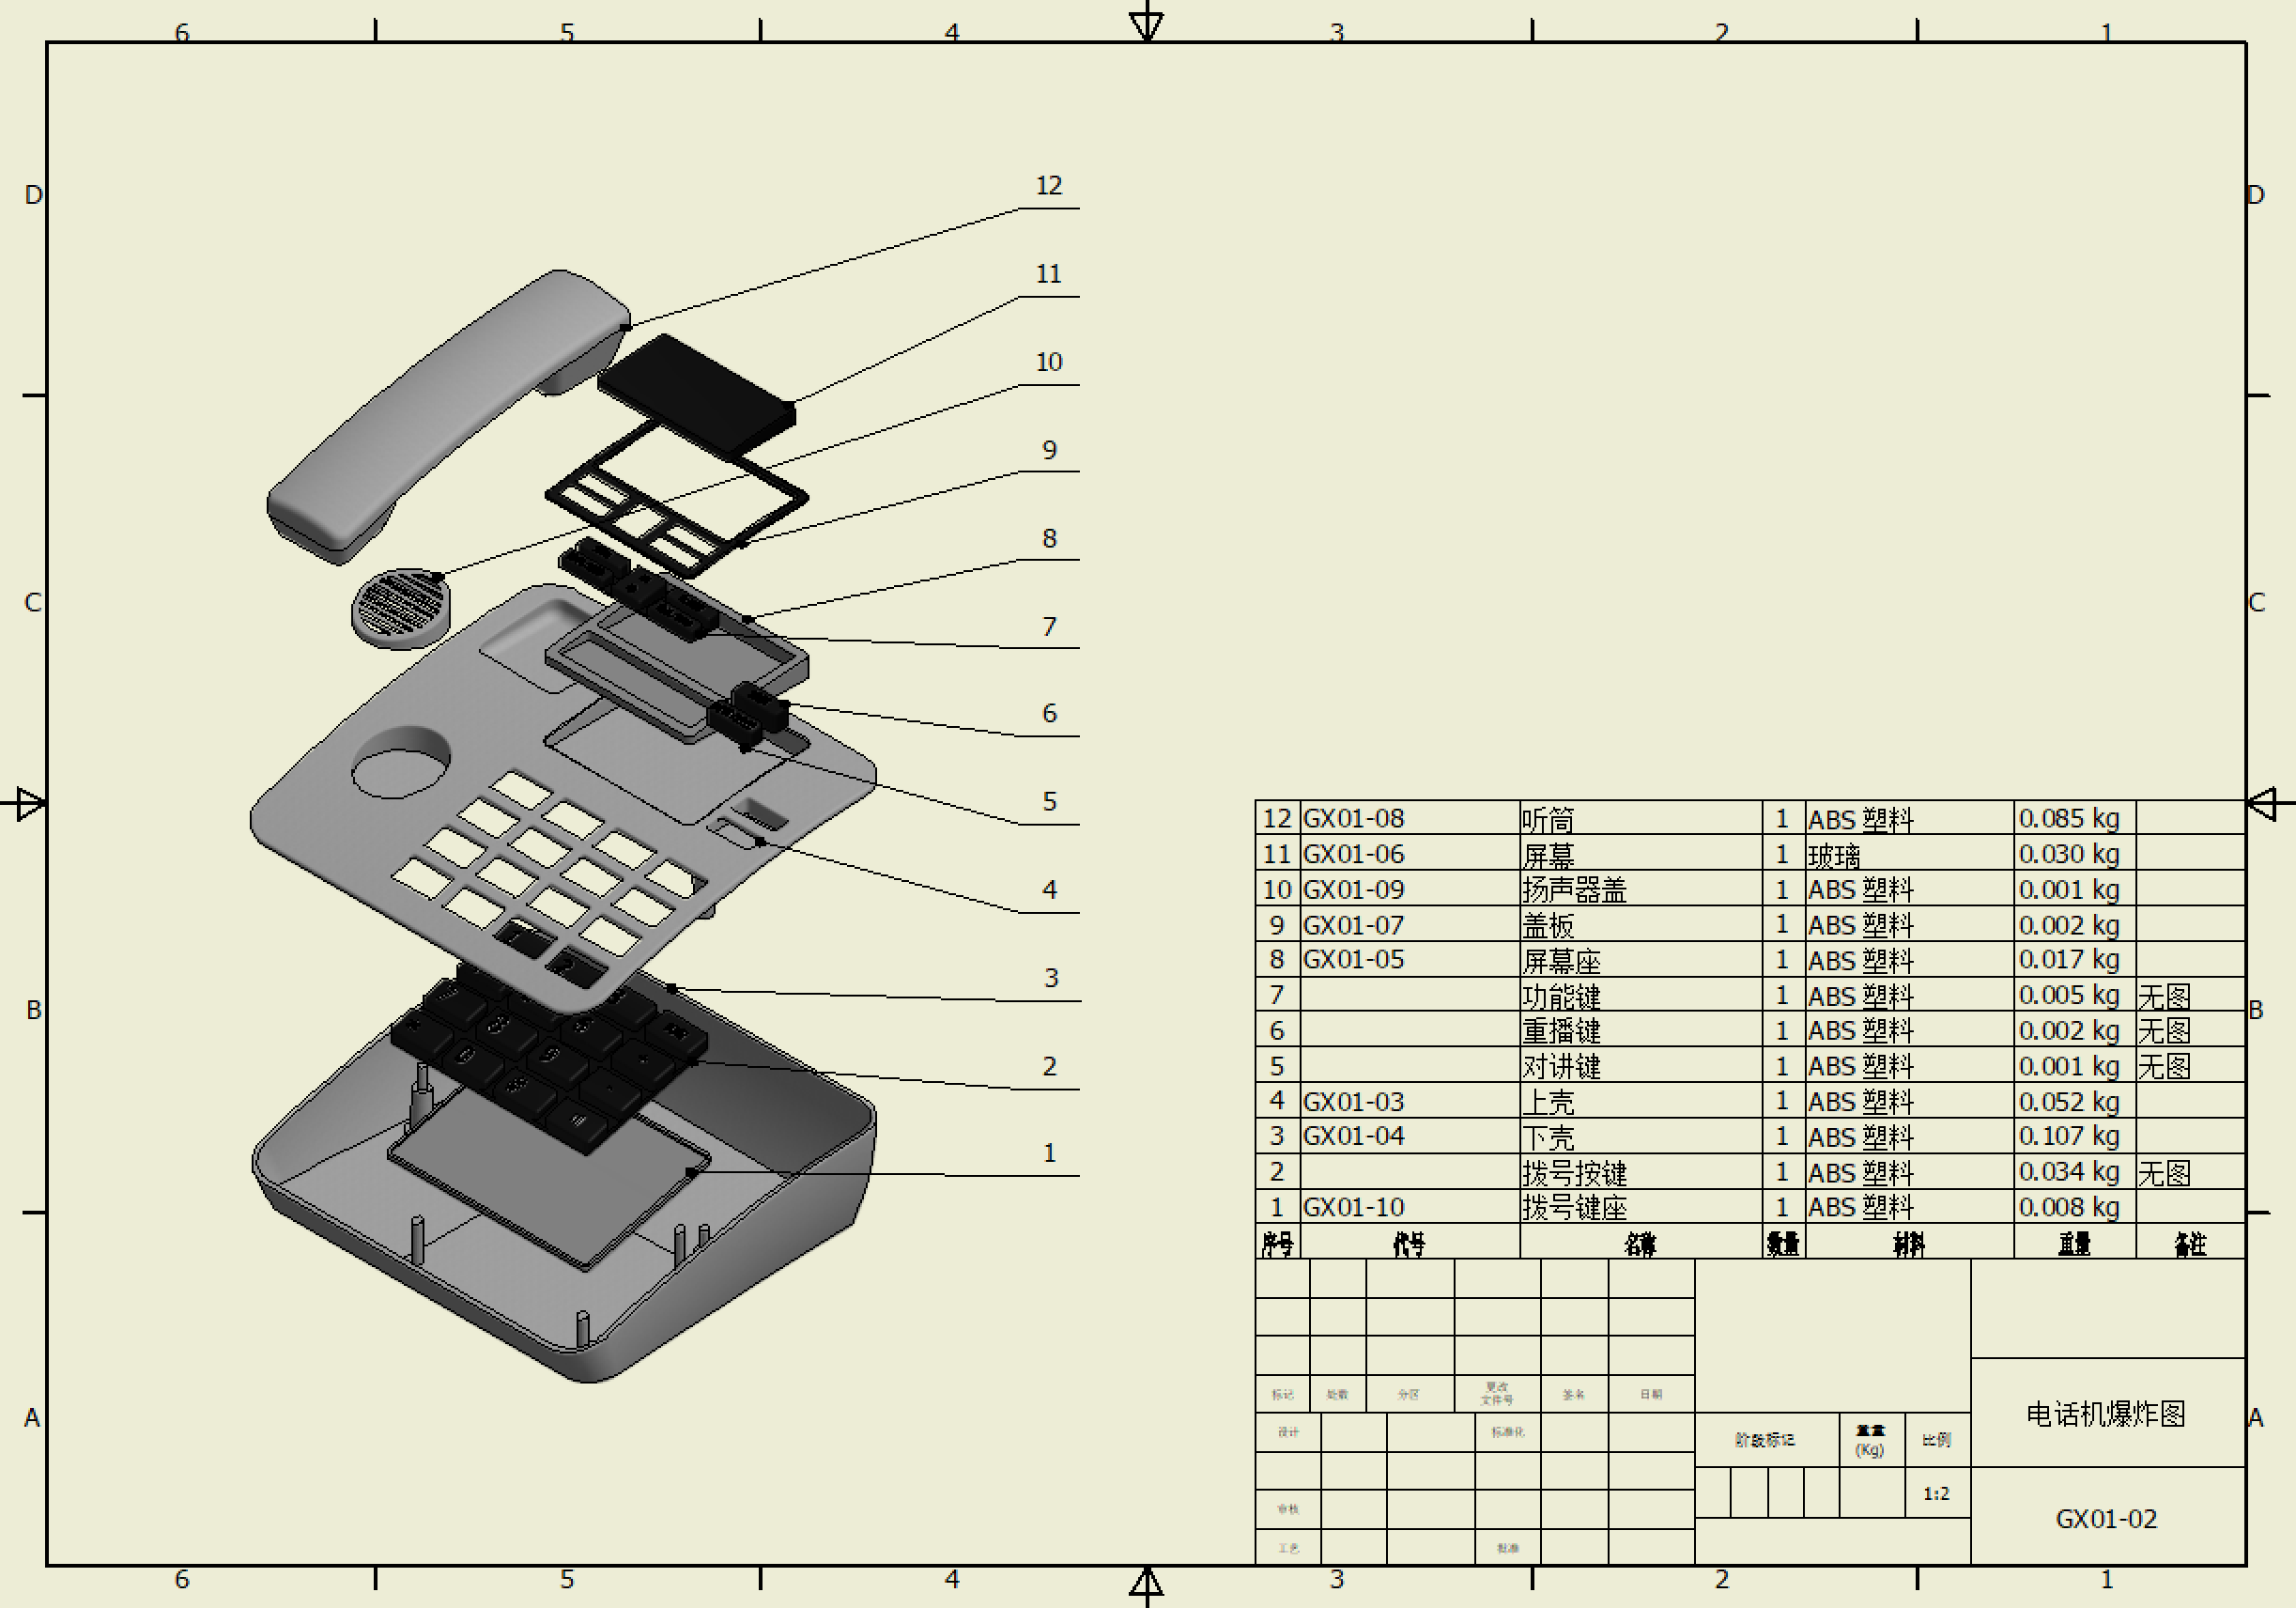 6 5 4 3 2 1
D D
12
11
10
9
8
C C
7
6
5
4
3
B B
2
1
A A
12 GX01-08 听筒 1 ABS 塑料 0.085 kg
11 GX01-06 屏幕 1 玻璃 0.030 kg
10 GX01-09 扬声器盖 1 ABS 塑料 0.001 kg
9 GX01-07 盖板 1 ABS 塑料 0.002 kg
8 GX01-05 屏幕座 1 ABS 塑料 0.017 kg
7 功能键 1 ABS 塑料 0.005 kg 无图
6 重播键 1 ABS 塑料 0.002 kg 无图
5 对讲键 1 ABS 塑料 0.001 kg 无图
4 GX01-03 上壳 1 ABS 塑料 0.052 kg
3 GX01-04 下壳 1 ABS 塑料 0.107 kg
2 拨号按键 1 ABS 塑料 0.034 kg 无图
1 GX01-10 拨号键座 1 ABS 塑料 0.008 kg
序号 代号 名称 数量 材料 重量 备注
标记 处数 分区 更改文件号 签名 日期
设计 标准化
审核
工艺 批准
阶段标记 重量(Kg) 比例
1:2
电话机爆炸图
GX01-02
6 5 4 3 2 1